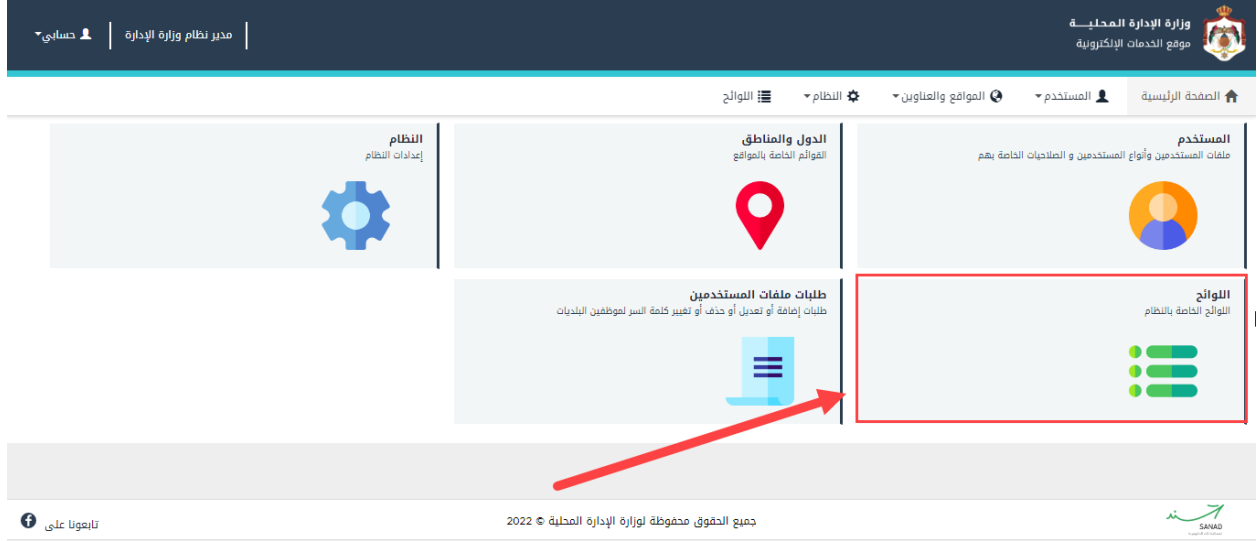 وزارة الإدارة المحليـــة
موقع الخدمات الإلكترونية
مدير نظام وزارة الإدارة
حسابي
الصفحة الرئيسية
المستخدم
المواقع والعناوين
النظام
اللوائح
المستخدم
ملفات المستخدمين وأنواع المستخدمين و الصلاحيات الخاصة بهم
الدول والمناطق
القوائم الخاصة بالمواقع
النظام
إعدادات النظام
اللوائح
اللوائح الخاصة بالنظام
طلبات ملفات المستخدمين
طلبات إضافة أو تعديل أو حذف أو تغيير كلمة السر لموظفين البلديات
سند
SANAD
جميع الحقوق محفوظة لوزارة الإدارة المحلية © 2022
تابعونا على